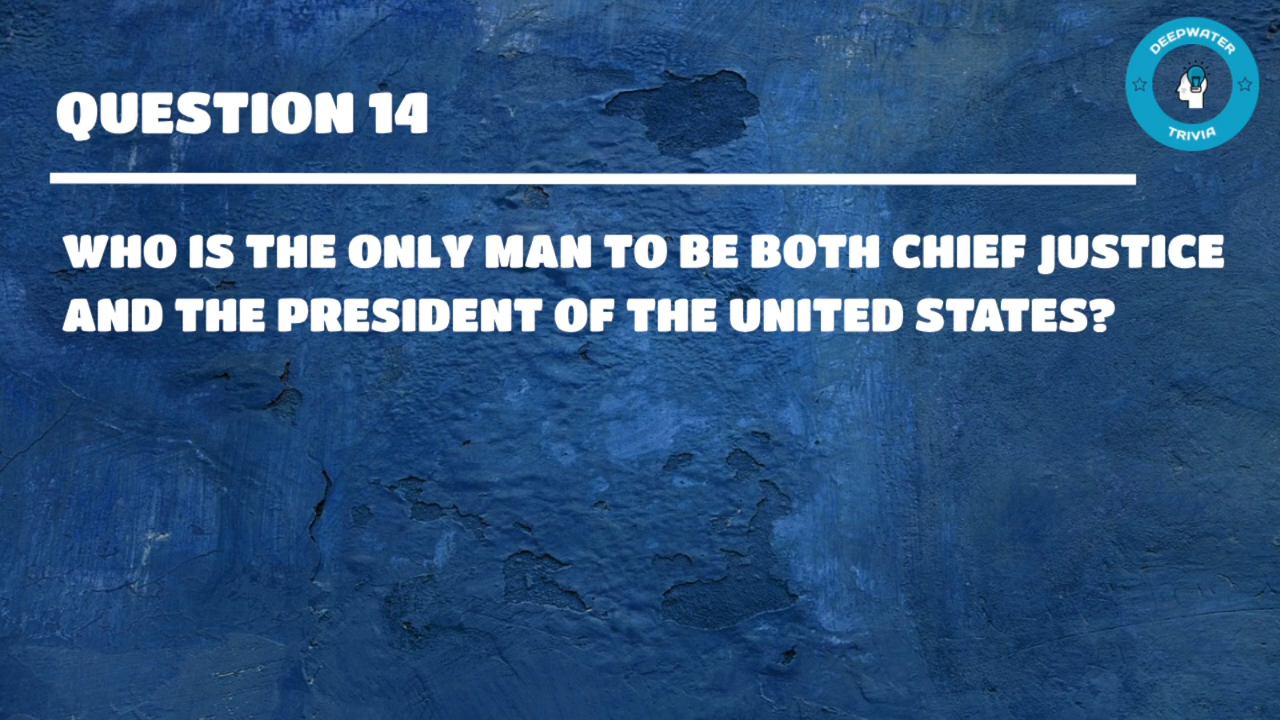 DEEPWATER
TRIVIA
QUESTION 14
WHO IS THE ONLY MAN TO BE BOTH CHIEF JUSTICE
AND THE PRESIDENT OF THE UNITED STATES?